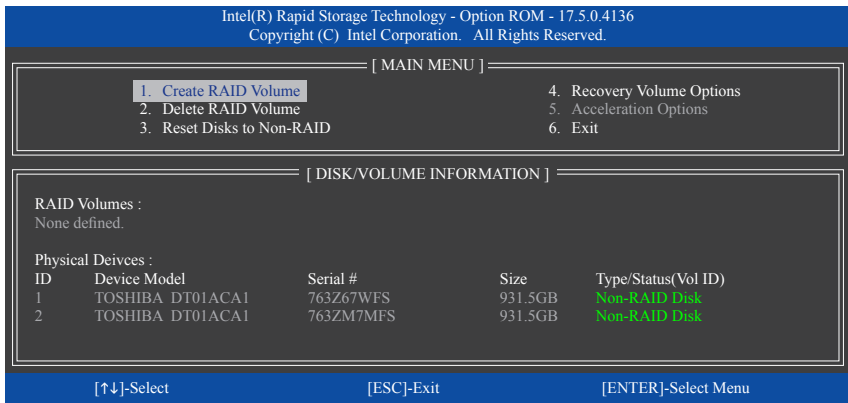 Intel(R) Rapid Storage Technology - Option ROM - 17.5.0.4136
Copyright (C) Intel Corporation. All Rights Reserved.
[ MAIN MENU ]
1. Create RAID Volume
2. Delete RAID Volume
3. Reset Disks to Non-RAID
4. Recovery Volume Options
5. Acceleration Options
6. Exit
[ DISK/VOLUME INFORMATION ]
RAID Volumes :
None defined.
Physical Deivces :
ID Device Model Serial # Size Type/Status(Vol ID)
1 TOSHIBA DT01ACA1 763Z67WFS 931.5GB Non-RAID Disk
2 TOSHIBA DT01ACA1 763ZM7MFS 931.5GB Non-RAID Disk
[↑↓]-Select [ESC]-Exit [ENTER]-Select Menu